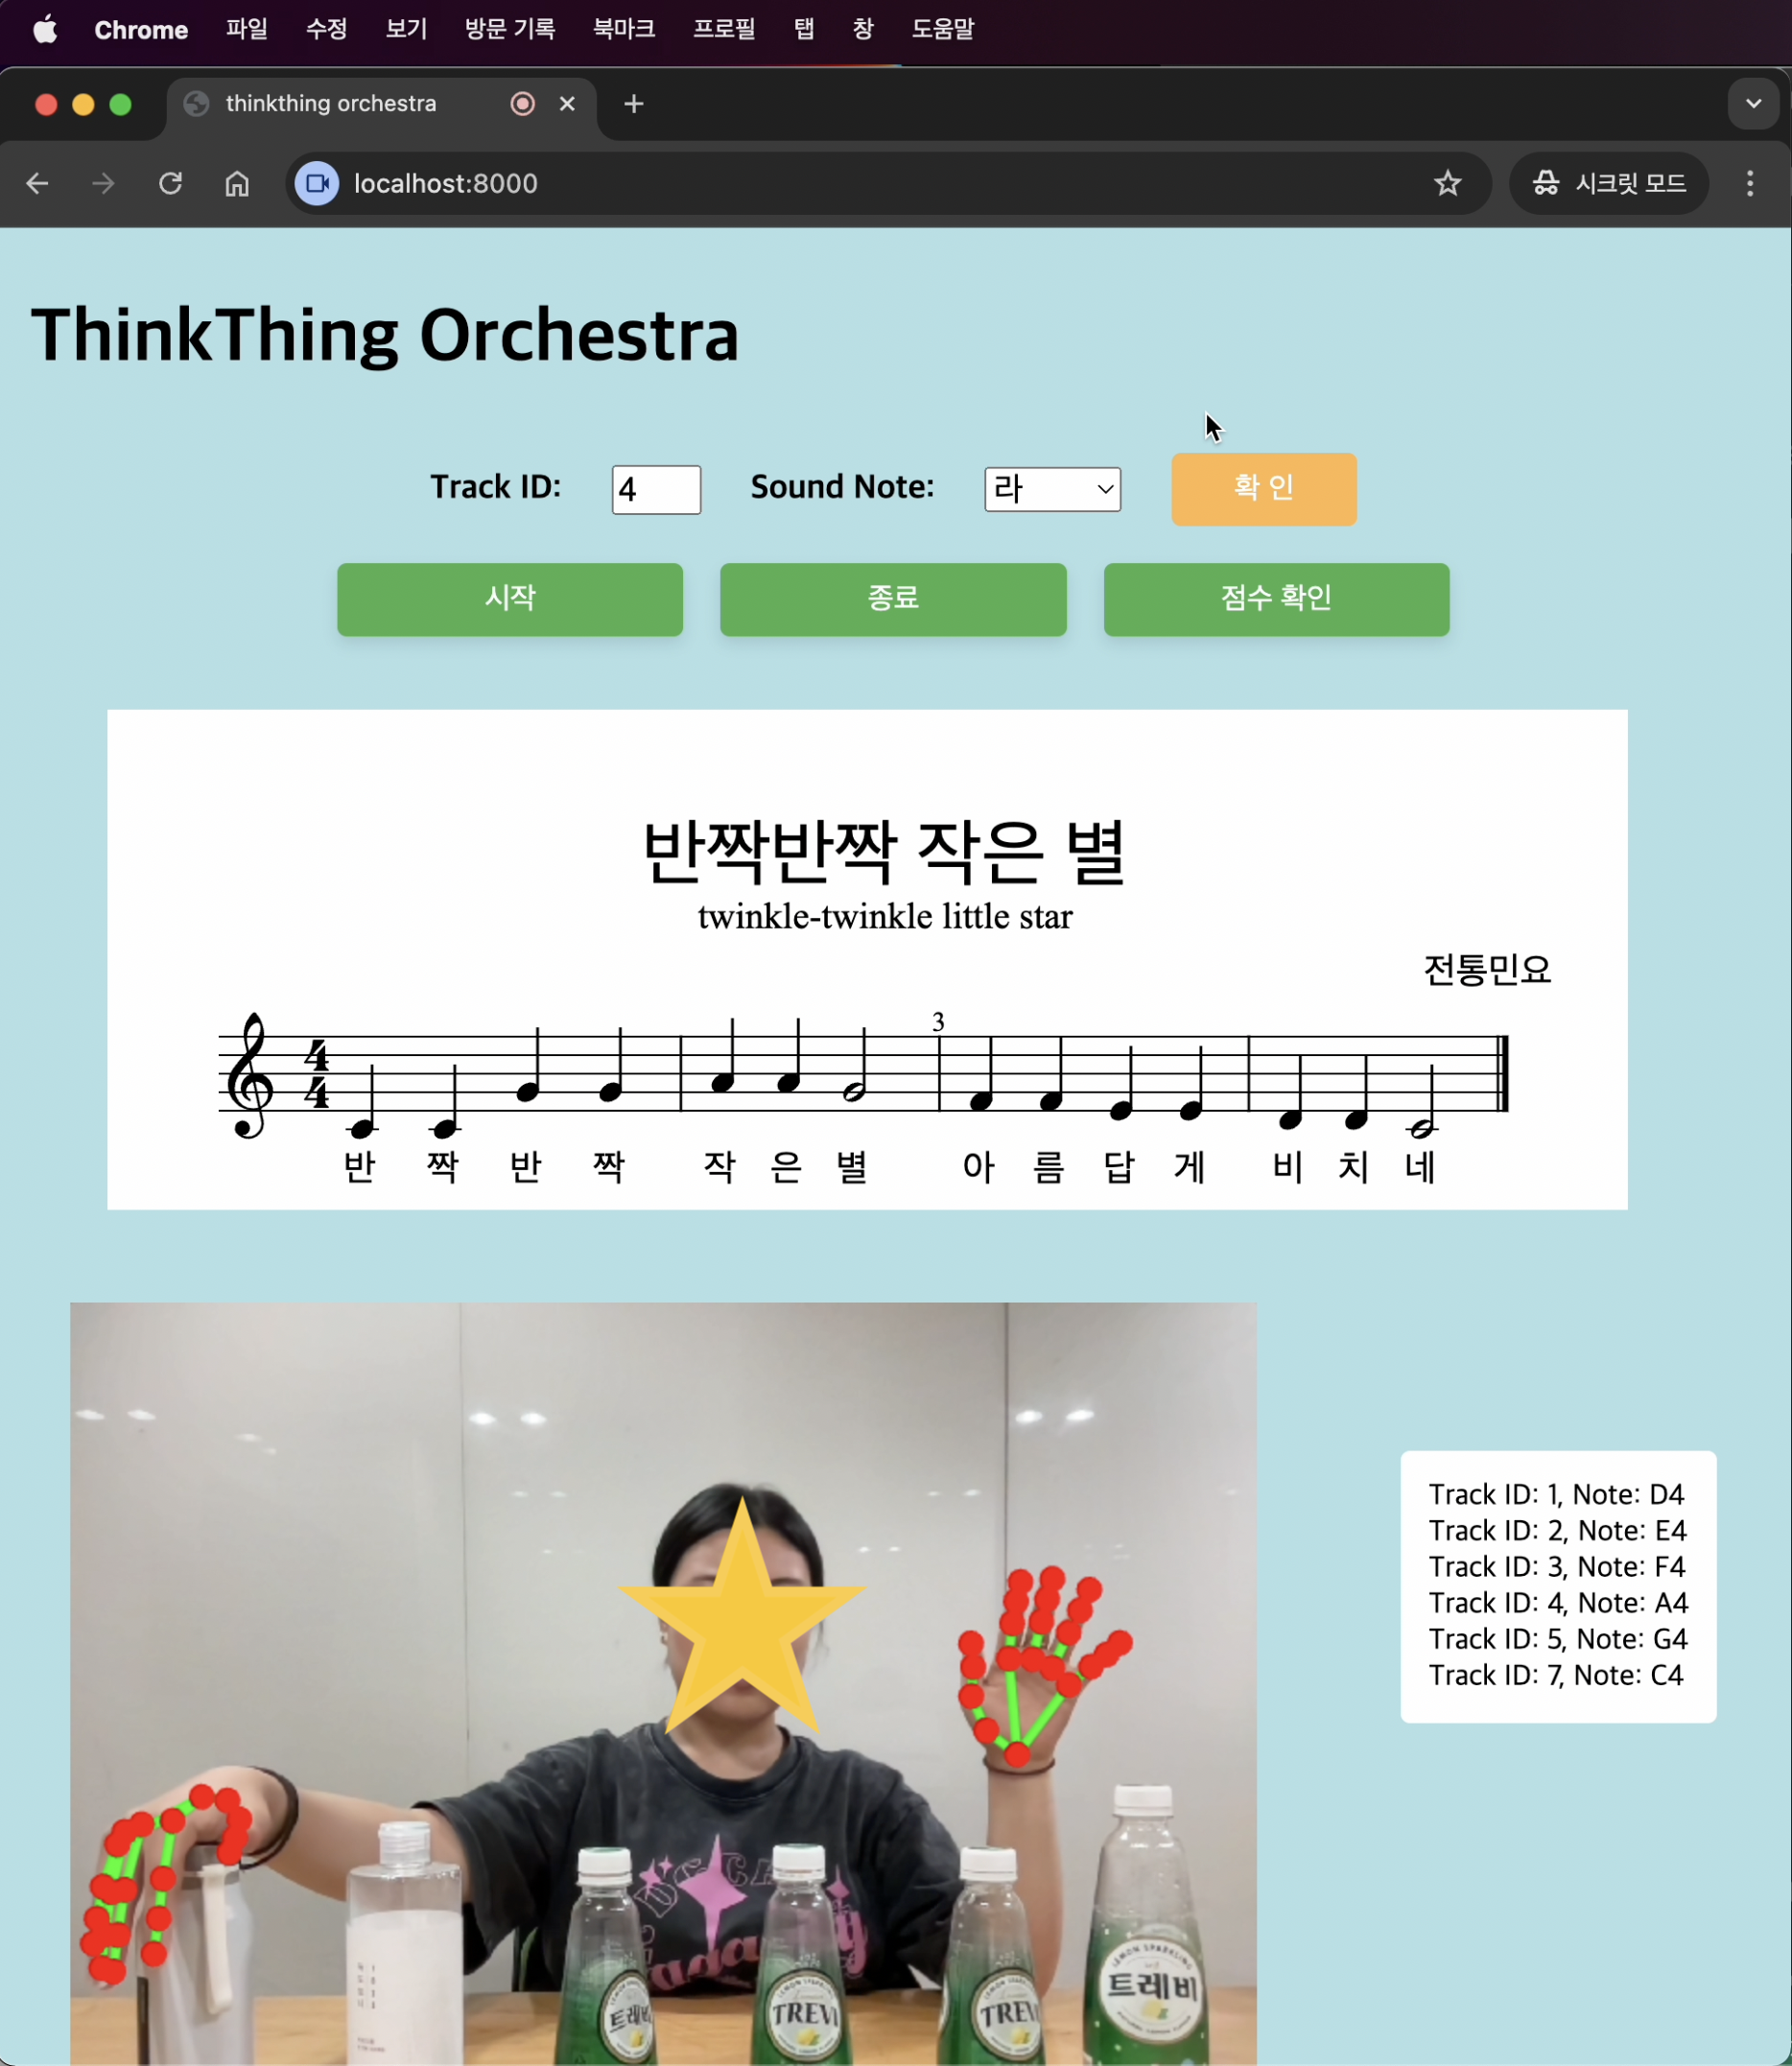 Chrome 파일 수정 보기 방문 기록 북마크 프로필 탭 창 도움말
thinkthing orchestra
localhost:8000 시크릿 모드
ThinkThing Orchestra
Track ID: 4 Sound Note: 라 확 인
시작 종료 점수 확인
반짝반짝 작은 별
twinkle-twinkle little star
전통민요
3
4
4
반 짝 반 짝 작 은 별 아 름 답 게 비 치 네
Track ID: 1, Note: D4
Track ID: 2, Note: E4
Track ID: 3, Note: F4
Track ID: 4, Note: A4
Track ID: 5, Note: G4
Track ID: 7, Note: C4
LEMON SPARKLING
트레비
트레비
TREVI
TREVI